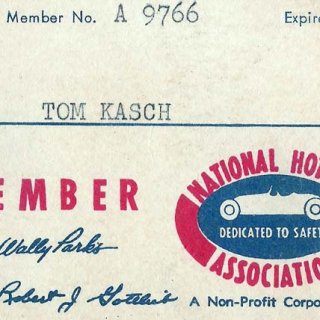 Member No. A 9766 Expire
TOM KASCH
EMBER
NATIONAL HO
DEDICATED TO SAFET
ASSOCIATIO
Wally Parks
Robert J Gottlieb
A Non-Profit Corpo